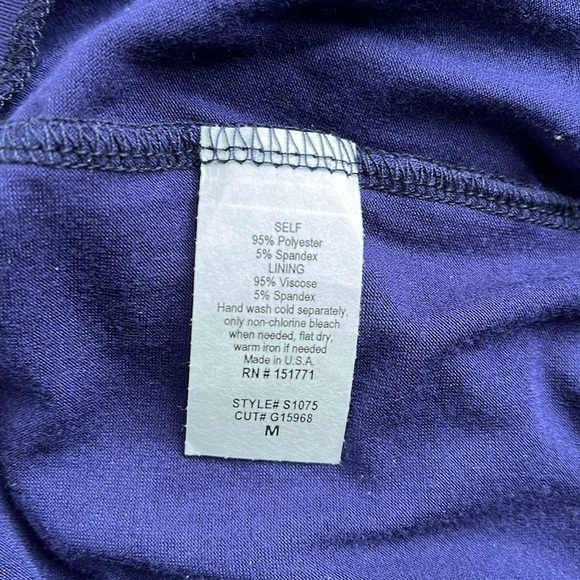 SELF
95% Polyester
5% Spandex
LINING
95% Viscose
5% Spandex
Hand wash cold separately,
only non-chlorine bleach
when needed, flat dry,
warm iron if needed
Made in U.S.A.
RN # 151771
STYLE# S1075
CUT# G15968
M